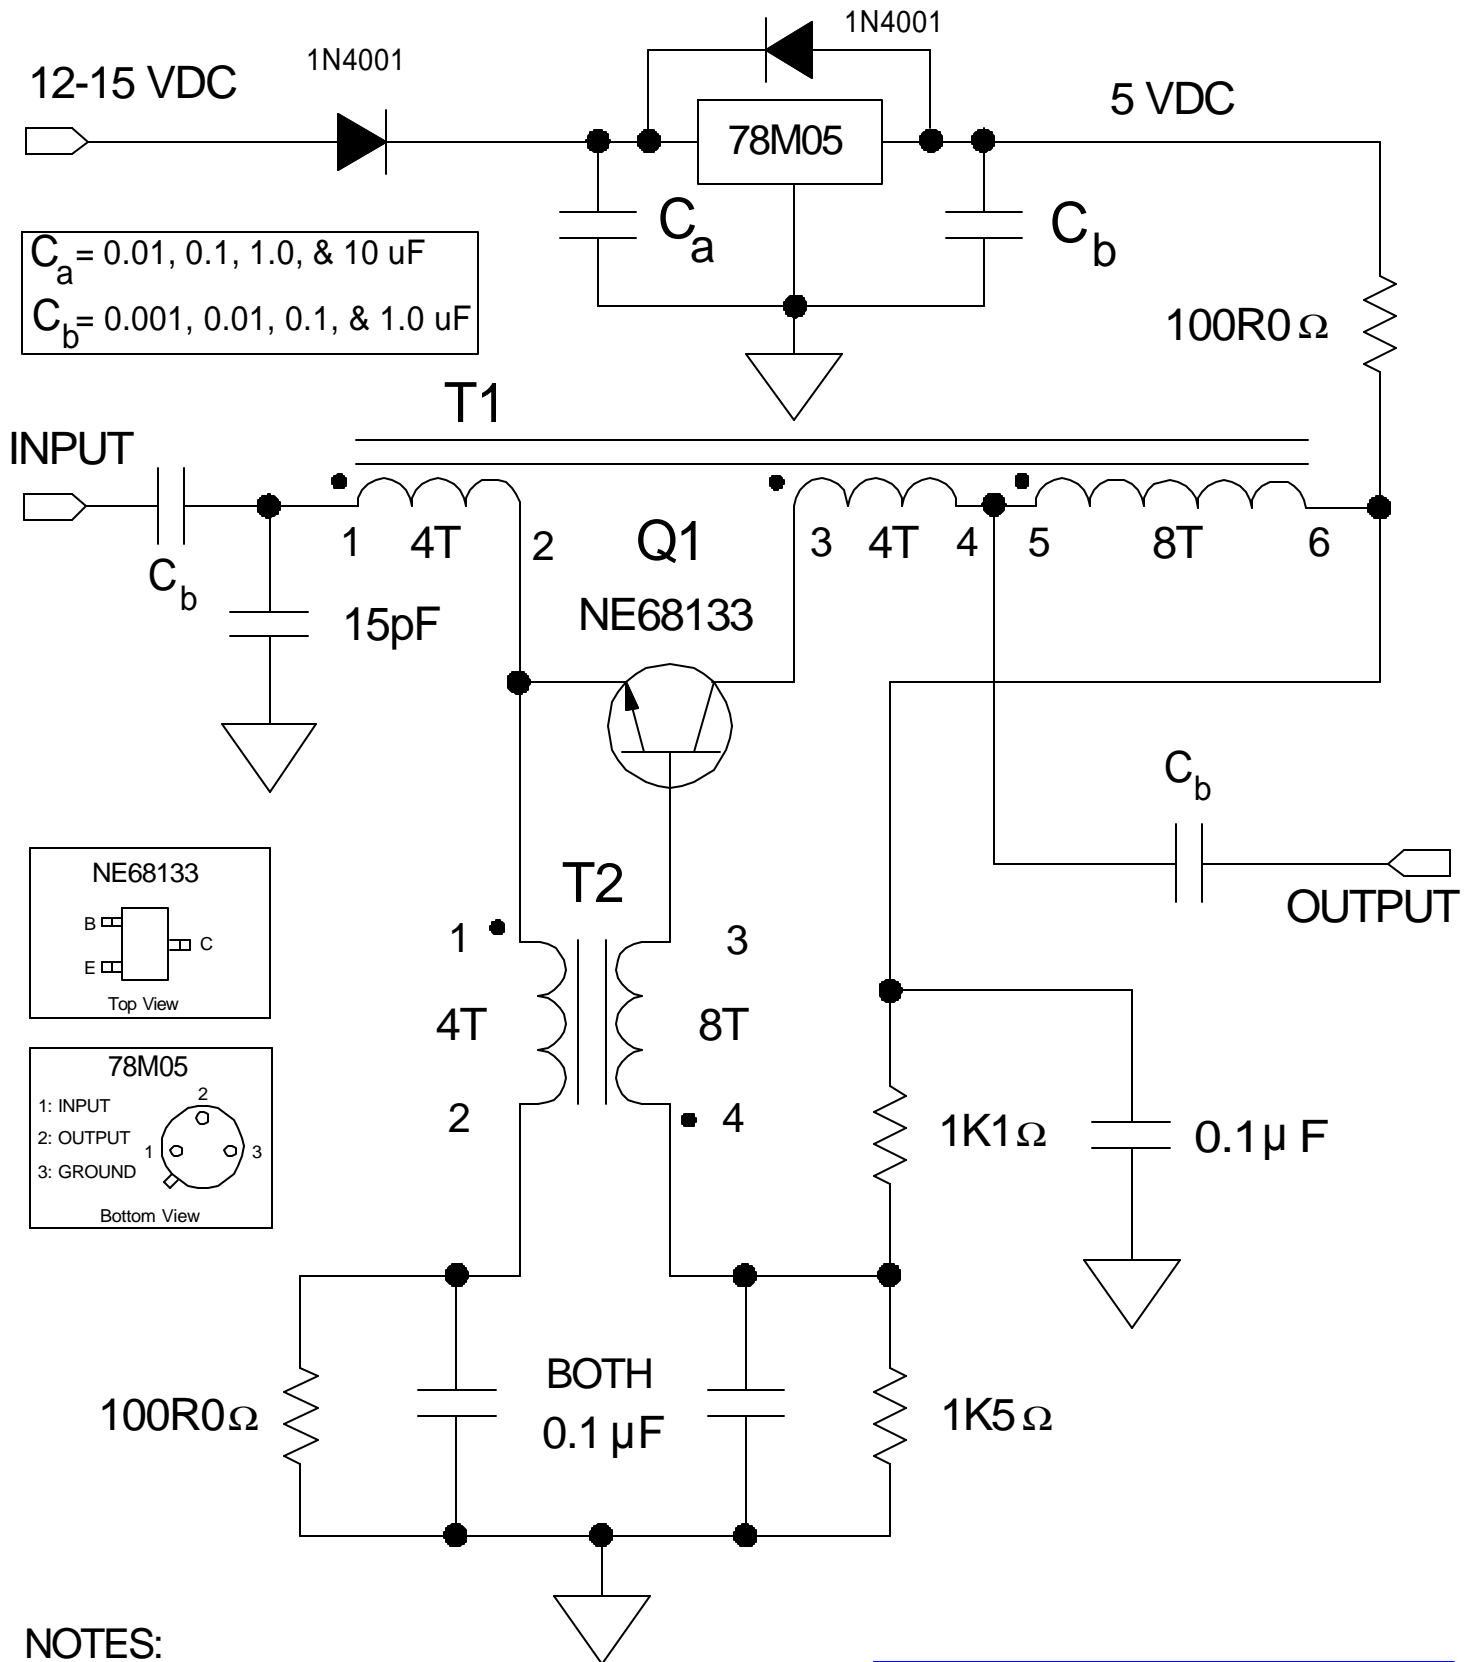 1N4001
1N4001
12-15 VDC
5 VDC
78M05
Ca
Cb
Ca= 0.01, 0.1, 1.0, & 10 uF
Cb= 0.001, 0.01, 0.1, & 1.0 uF
100R0 Ω
T1
INPUT
1 4T 2
Q1
3 4T 4 5 8T 6
Cb
15pF
NE68133
Cb
OUTPUT
NE68133
B
C
E
Top View
T2
1
3
4T
8T
2
4
78M05
1: INPUT
2: OUTPUT
3: GROUND
2
1
3
Bottom View
1K1Ω
0.1µ F
100R0Ω
BOTH
0.1 µF
1K5 Ω
NOTES: